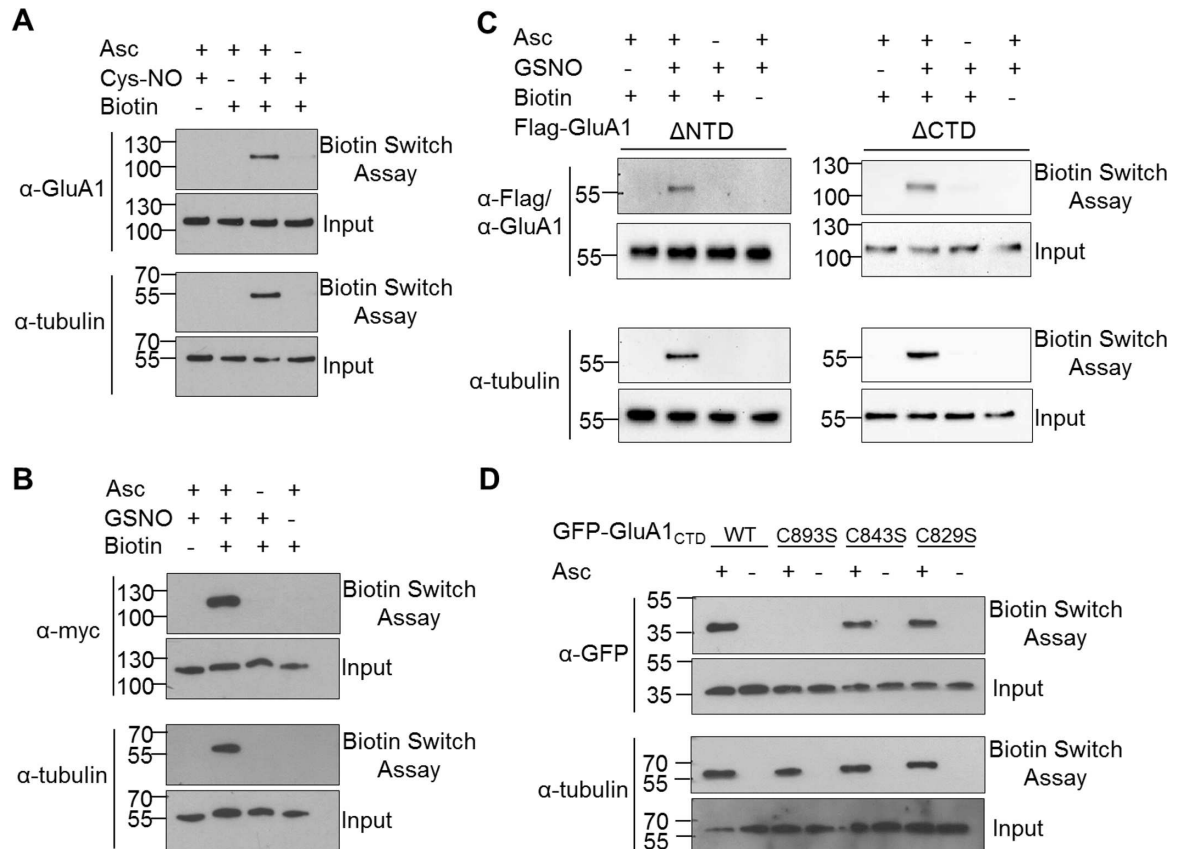 A
Asc + + + -
Cys-NO + - + +
Biotin - + + +
α-GluA1
130
100
Biotin Switch
Assay
130
100
Input
α-tubulin
70
55
Biotin Switch
Assay
70
55
Input
B
Asc + + - +
GSNO + + + -
Biotin - + + +
α-myc
130
100
Biotin Switch
Assay
130
100
Input
α-tubulin
70
55
Biotin Switch
Assay
70
55
Input
C
Asc + + - + + + - +
GSNO - + + + - + + +
Biotin + + + - + + + -
Flag-GluA1 ΔNTD ΔCTD
α-Flag/
α-GluA1
55
130
100
Biotin Switch
Assay
55
130
100
Input
α-tubulin
55
55
Biotin Switch
Assay
55
55
Input
D
GFP-GluA1CTD WT C893S C843S C829S
Asc + - + - + - + -
α-GFP
55
35
Biotin Switch
Assay
55
35
Input
α-tubulin
70
55
Biotin Switch
Assay
70
55
Input